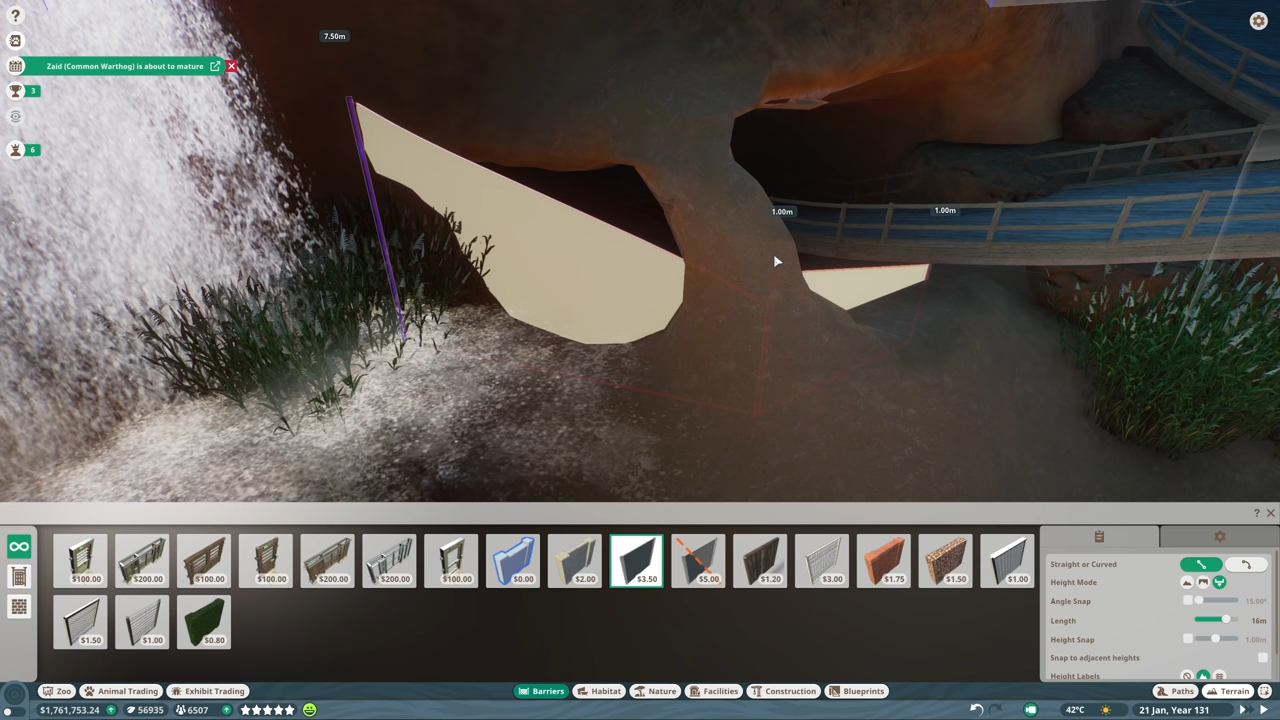 7.50m
?
Zaid (Common Warthog) is about to mature
3
6
1.00m
1.00m
?
$100.00
$200.00
$100.00
$100.00
$200.00
$200.00
$100.00
$0.00
$2.00
$3.50
$5.00
$1.20
$3.00
$1.75
$1.50
$1.00
$1.50
$1.00
$0.80
Straight or Curved
Height Mode
Angle Snap
15.00°
Length
16m
Height Snap
1.00m
Snap to adjacent heights
Height Labels
Zoo
Animal Trading
Exhibit Trading
Barriers
Habitat
Nature
Facilities
Construction
Blueprints
Paths
Terrain
$1,761,753.24
56935
6507
42°C
21 Jan, Year 131